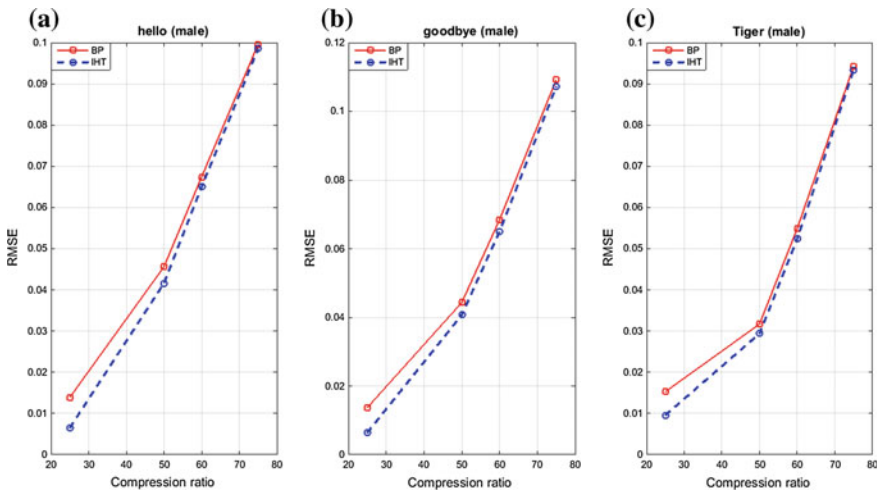 (a)
hello (male)
BP
IHT
0.1
0.09
0.08
0.07
0.06
0.05
0.04
0.03
0.02
0.01
0
RMSE
20 30 40 50 60 70 80
Compression ratio
(b)
goodbye (male)
BP
IHT
0.12
0.1
0.08
0.06
0.04
0.02
0
RMSE
20 30 40 50 60 70 80
Compression ratio
(c)
Tiger (male)
BP
IHT
0.1
0.09
0.08
0.07
0.06
0.05
0.04
0.03
0.02
0.01
0
RMSE
20 30 40 50 60 70 80
Compression ratio